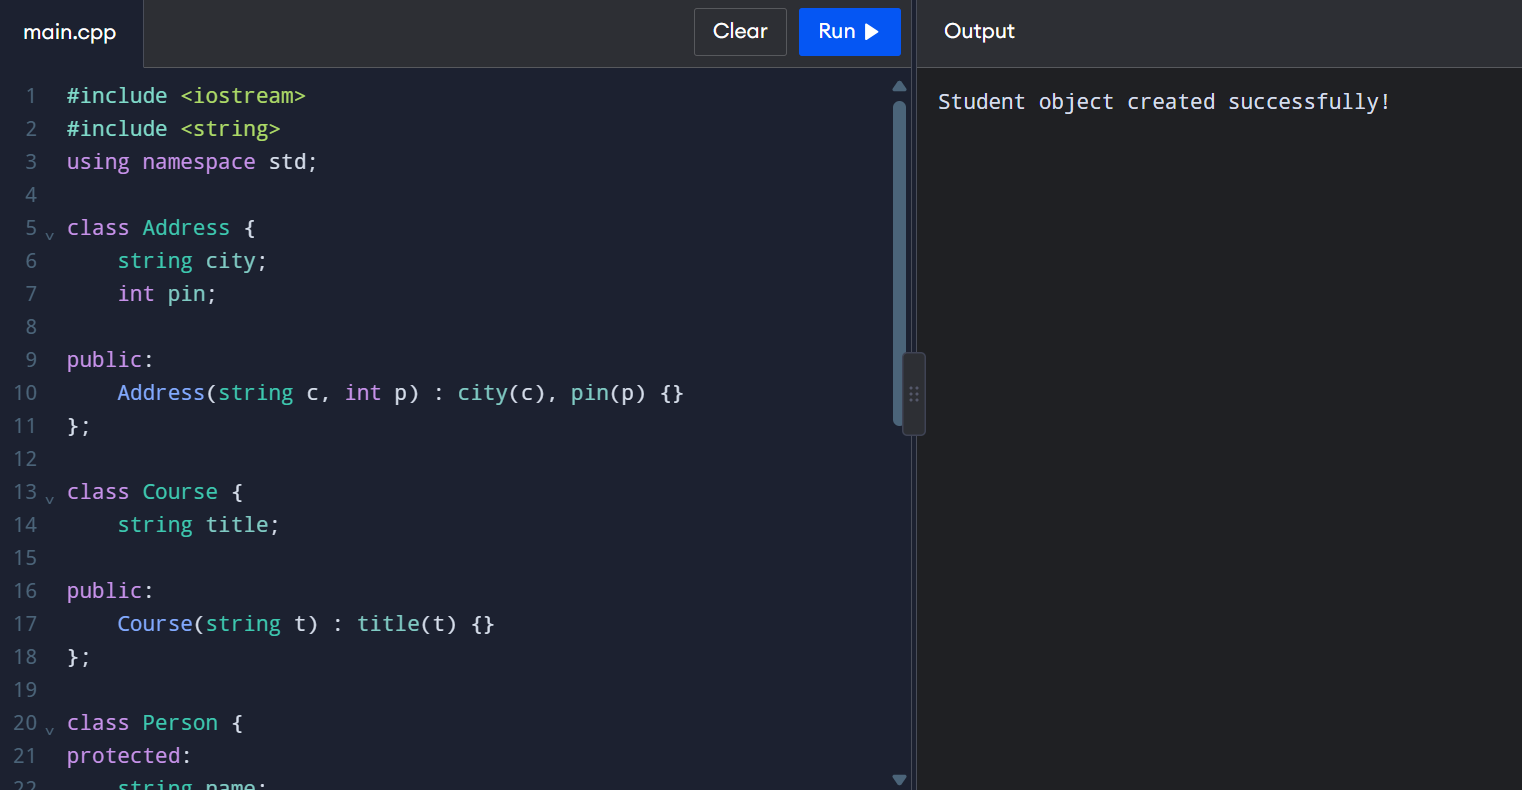 main.cpp
Clear
Run
Output
1 #include <iostream>
2 #include <string>
3 using namespace std;
4
5 class Address {
6     string city;
7     int pin;
8
9 public:
10     Address(string c, int p) : city(c), pin(p) {}
11 };
12
13 class Course {
14     string title;
15
16 public:
17     Course(string t) : title(t) {}
18 };
19
20 class Person {
21 protected:
22     string name;
Student object created successfully!